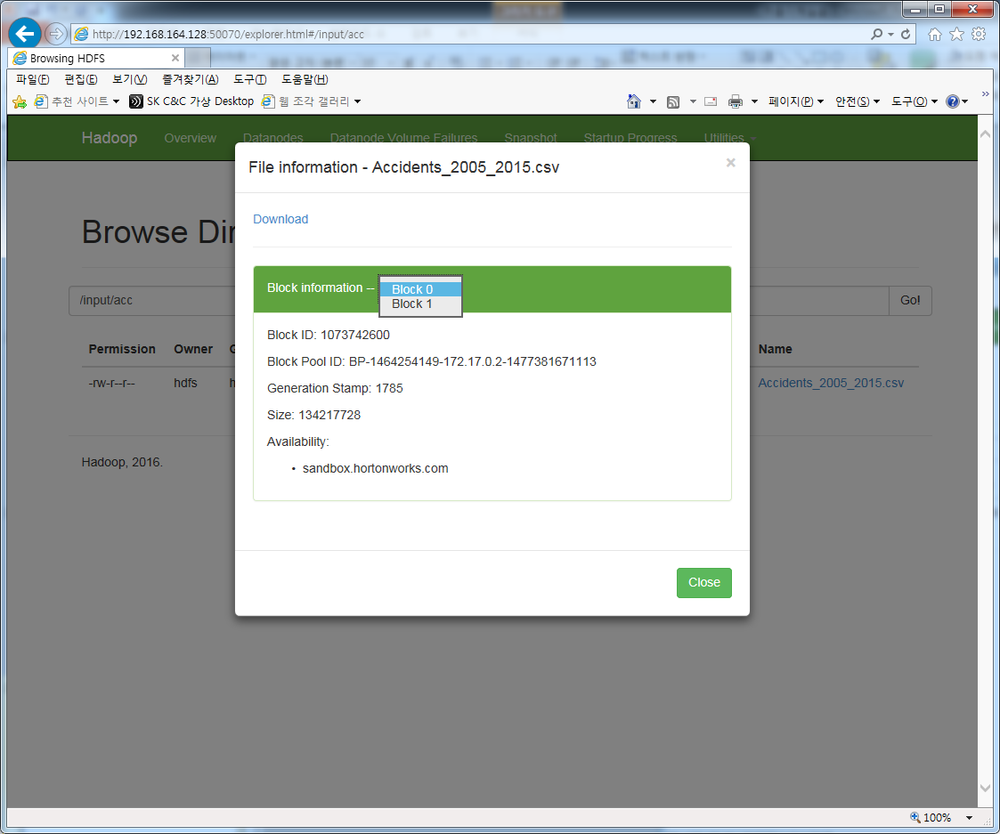 http://192.168.164.128:50070/explorer.html#/input/acc
Browsing HDFS
파일(F) 편집(E) 보기(V) 즐겨찾기(A) 도구(T) 도움말(H)
추천 사이트 SK C&C 가상 Desktop 웹 조각 갤러리 페이지(P) 안전(S) 도구(O) »
Hadoop Overview Datanodes Datanode Volume Failures Snapshot Startup Progress Utilities
File information - Accidents_2005_2015.csv ×
Download
Browse Dir
Block information -- Block 0
Block 1
/input/acc Go!
Block ID: 1073742600
Permission Owner Name
Block Pool ID: BP-1464254149-172.17.0.2-1477381671113
-rw-r--r-- hdfs h Accidents_2005_2015.csv
Generation Stamp: 1785
Size: 134217728
Availability:
Hadoop, 2016.
• sandbox.hortonworks.com
Close
100%